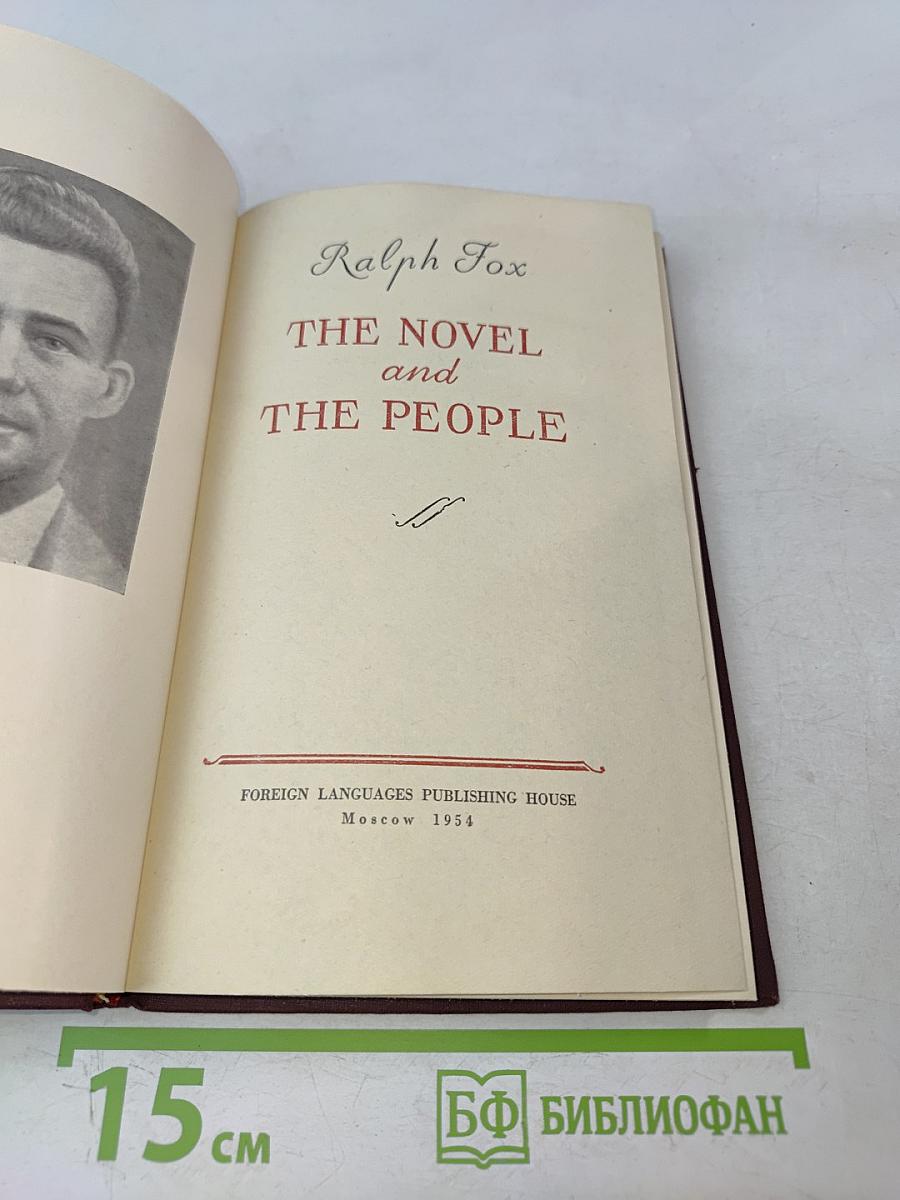 Ralph Fox
THE NOVEL
and
THE PEOPLE
FOREIGN LANGUAGES PUBLISHING HOUSE
Moscow 1954
15 см
БФ БИБЛИОФАН